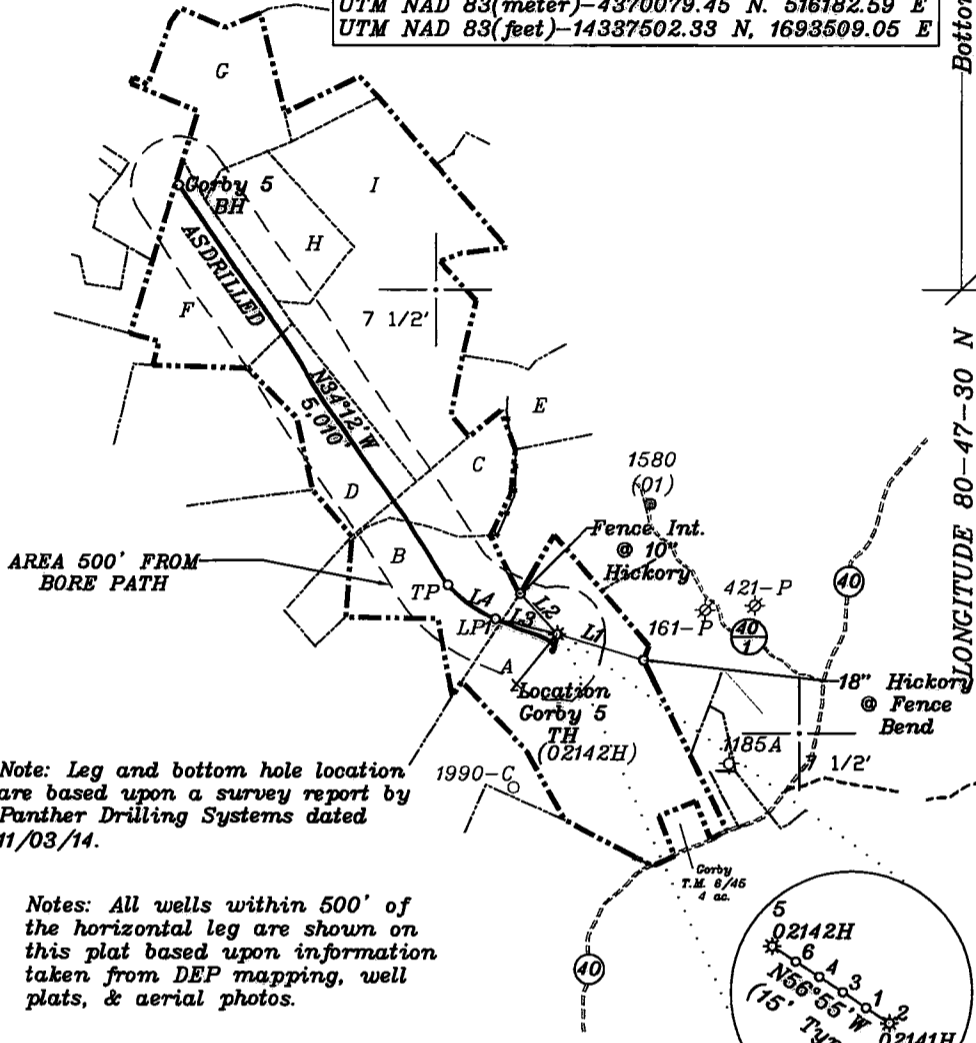 UTM NAD 83(meter)-4370079.45 N. 516182.59 E
UTM NAD 83(feet)-14337502.33 N, 1693509.05 E
G
I
Gorby 5
BH
H
ASDRILLED
F
7 1/2'
N34°12'W
5,010'
E
C
D
1580
(01)
Fence Int.
@ 10"
Hickory
AREA 500' FROM
BORE PATH
B
TP
L4
L2
LP1
L3
L1
421-P
161-P
40
1
40
LONGITUDE 80-47-30 N
A
Location
Gorby 5
TH
(02142H)
18" Hickory
@ Fence
Bend
1185A
7 1/2'
Note: Leg and bottom hole location
are based upon a survey report by
Panther Drilling Systems dated
11/03/14.
1990-C
Gorby
T.M. 6/45
4 ac.
Notes: All wells within 500' of
the horizontal leg are shown on
this plat based upon information
taken from DEP mapping, well
plats, & aerial photos.
40
5
02142H
6
4
3
1
2
N56°55'W
(15'
02141H